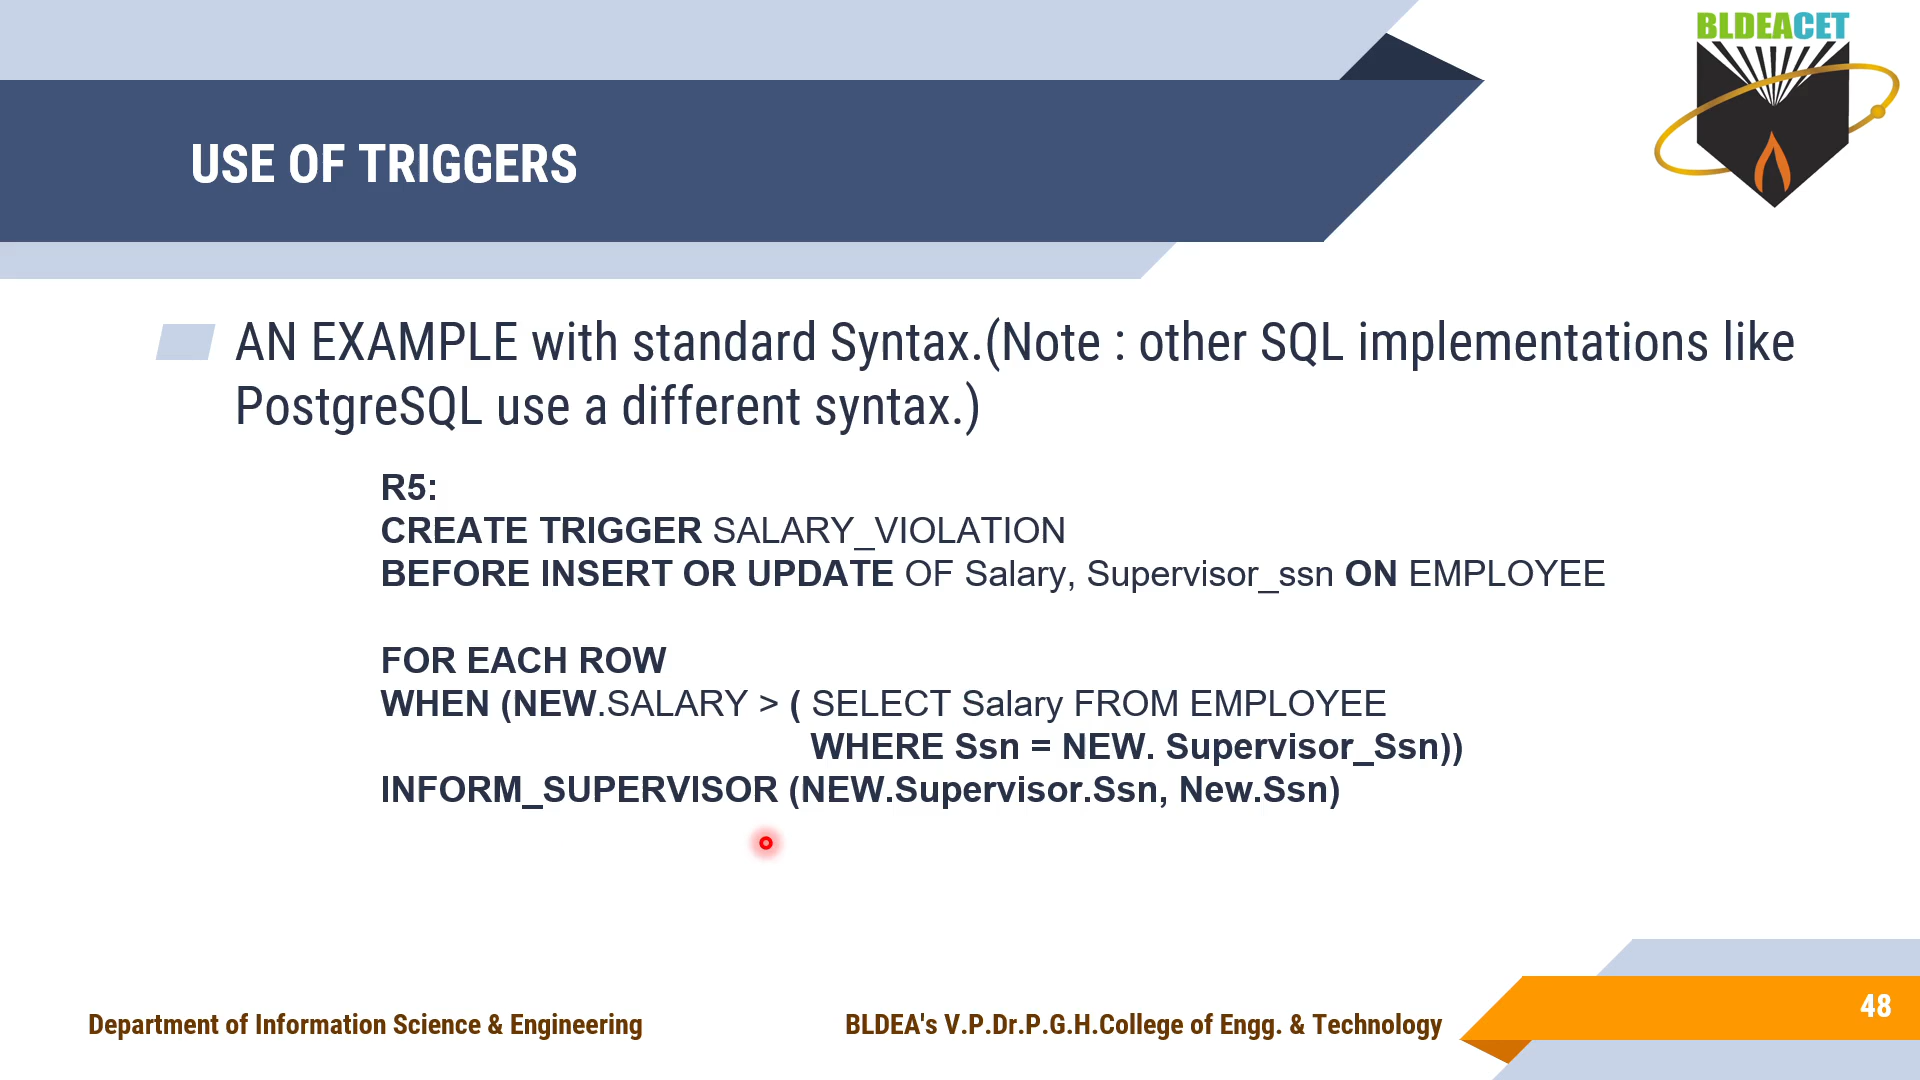 BLDEACET
USE OF TRIGGERS
AN EXAMPLE with standard Syntax.(Note : other SQL implementations like
PostgreSQL use a different syntax.)
R5:
CREATE TRIGGER SALARY_VIOLATION
BEFORE INSERT OR UPDATE OF Salary, Supervisor_ssn ON EMPLOYEE
FOR EACH ROW
WHEN (NEW.SALARY > ( SELECT Salary FROM EMPLOYEE
WHERE Ssn = NEW. Supervisor_Ssn))
INFORM_SUPERVISOR (NEW.Supervisor.Ssn, New.Ssn)
48
Department of Information Science & Engineering
BLDEA's V.P.Dr.P.G.H.College of Engg. & Technology